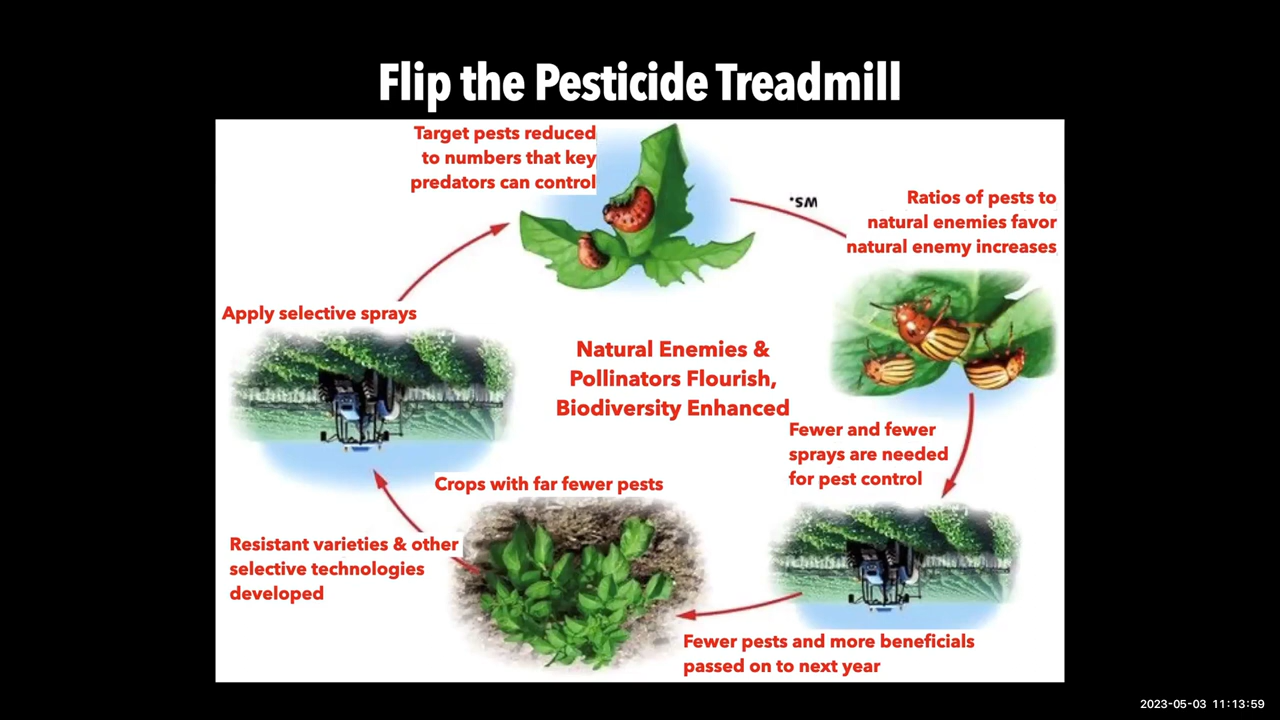 Flip the Pesticide Treadmill
Target pests reduced
to numbers that key
predators can control
Ratios of pests to
natural enemies favor
natural enemy increases
Apply selective sprays
Natural Enemies &
Pollinators Flourish,
Biodiversity Enhanced
Fewer and fewer
sprays are needed
for pest control
Crops with far fewer pests
Resistant varieties & other
selective technologies
developed
Fewer pests and more beneficials
passed on to next year
2023-05-03 11:13:59